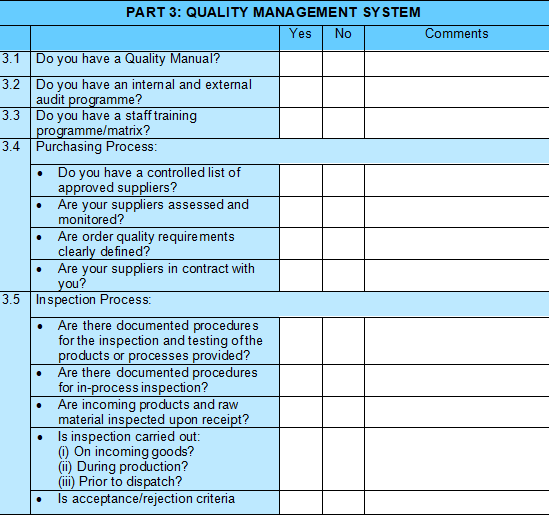 PART 3: QUALITY MANAGEMENT SYSTEM
Yes No Comments
3.1 Do you have a Quality Manual?
3.2 Do you have an internal and external
audit programme?
3.3 Do you have a staff training
programme/matrix?
3.4 Purchasing Process:
• Do you have a controlled list of
approved suppliers?
• Are your suppliers assessed and
monitored?
• Are order quality requirements
clearly defined?
• Are your suppliers in contract with
you?
3.5 Inspection Process:
• Are there documented procedures
for the inspection and testing of the
products or processes provided?
• Are there documented procedures
for in-process inspection?
• Are incoming products and raw
material inspected upon receipt?
• Is inspection carried out:
(i) On incoming goods?
(ii) During production?
(iii) Prior to dispatch?
• Is acceptance/rejection criteria